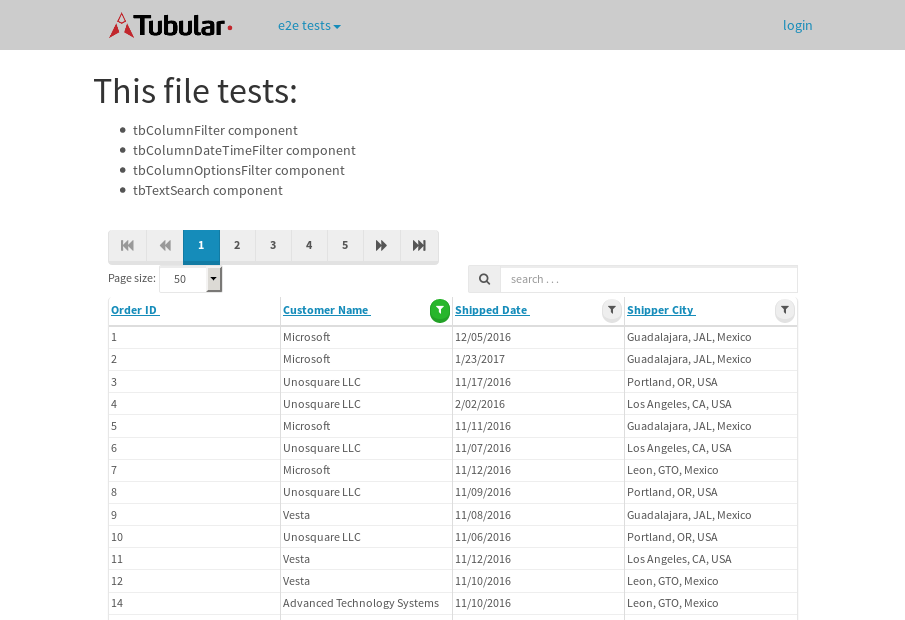 Tubular e2e tests login
This file tests:
tbColumnFilter component
tbColumnDateTimeFilter component
tbColumnOptionsFilter component
tbTextSearch component
1 2 3 4 5
Page size: 50 search . . .
Order ID Customer Name Shipped Date Shipper City
1 Microsoft 12/05/2016 Guadalajara, JAL, Mexico
2 Microsoft 1/23/2017 Guadalajara, JAL, Mexico
3 Unosquare LLC 11/17/2016 Portland, OR, USA
4 Unosquare LLC 2/02/2016 Los Angeles, CA, USA
5 Microsoft 11/11/2016 Guadalajara, JAL, Mexico
6 Unosquare LLC 11/07/2016 Los Angeles, CA, USA
7 Microsoft 11/12/2016 Leon, GTO, Mexico
8 Unosquare LLC 11/09/2016 Portland, OR, USA
9 Vesta 11/08/2016 Guadalajara, JAL, Mexico
10 Unosquare LLC 11/06/2016 Portland, OR, USA
11 Vesta 11/12/2016 Los Angeles, CA, USA
12 Vesta 11/10/2016 Leon, GTO, Mexico
14 Advanced Technology Systems 11/10/2016 Leon, GTO, Mexico